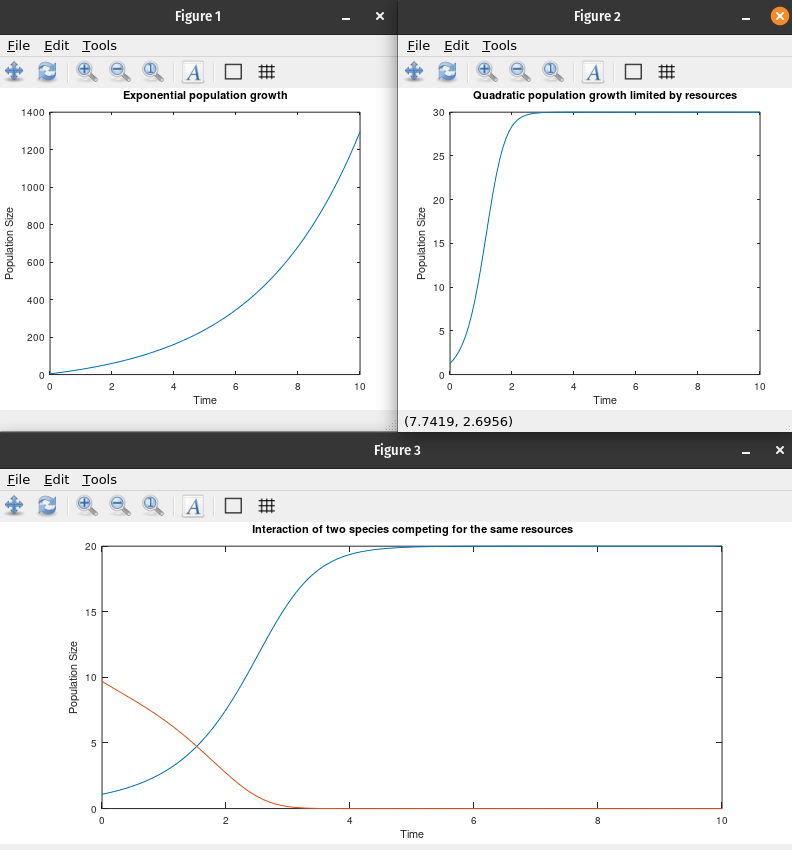 Figure 1
File Edit Tools
A
Exponential population growth
1400
1200
1000
800
600
400
200
0
Population Size
0 2 4 6 8 10
Time
Figure 2
File Edit Tools
A
Quadratic population growth limited by resources
30
25
20
15
10
5
0
Population Size
0 2 4 6 8 10
Time
(7.7419, 2.6956)
Figure 3
File Edit Tools
A
Interaction of two species competing for the same resources
20
15
10
5
0
Population Size
0 2 4 6 8 10
Time